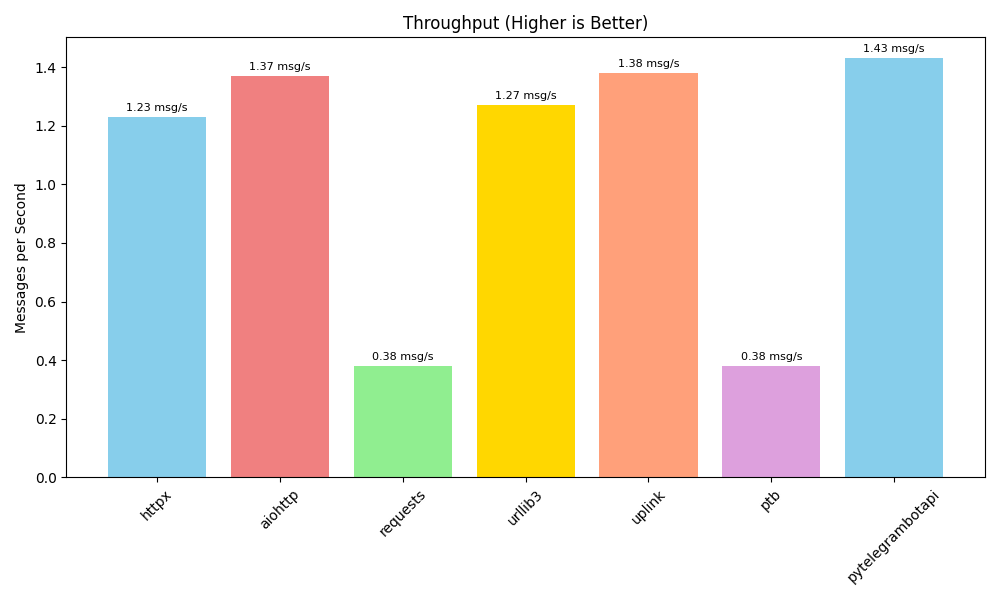 Throughput (Higher is Better)
Messages per Second
1.4
1.2
1.0
0.8
0.6
0.4
0.2
0.0
1.23 msg/s
1.37 msg/s
0.38 msg/s
1.27 msg/s
1.38 msg/s
0.38 msg/s
1.43 msg/s
httpx
aiohttp
requests
urllib3
uplink
ptb
pytelegrambotapi